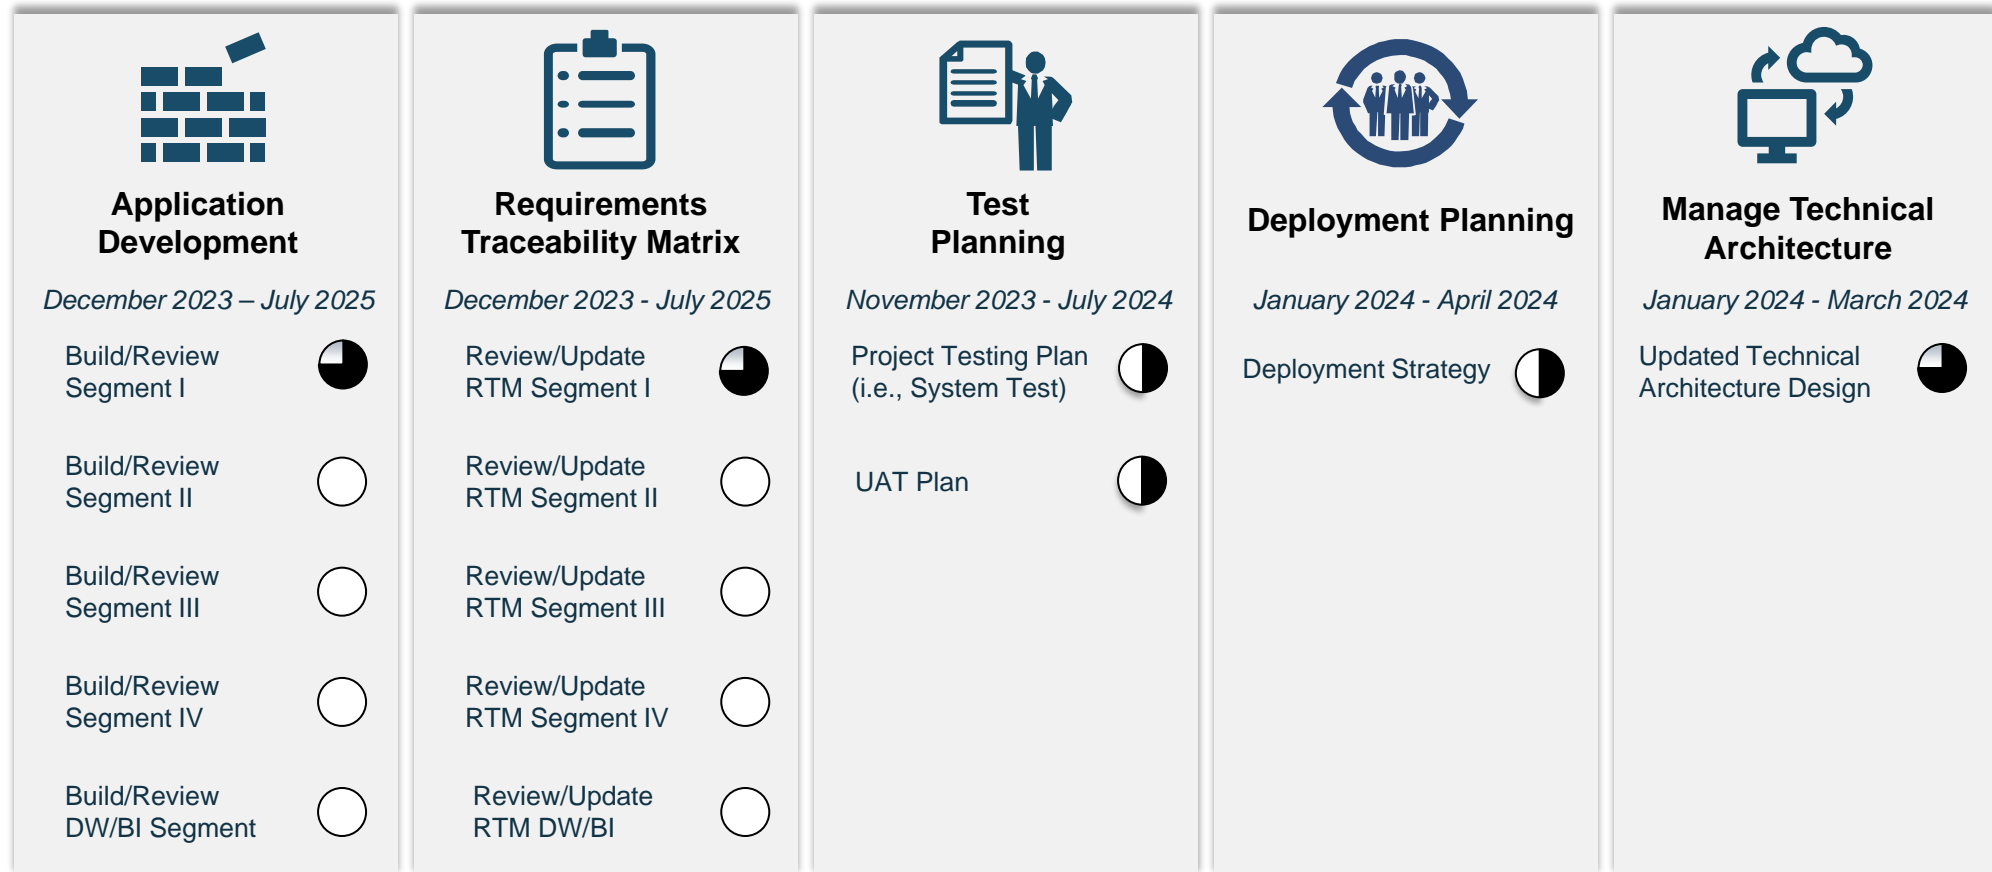 Application
Development
December 2023 – July 2025
Build/Review
Segment I
Build/Review
Segment II
Build/Review
Segment III
Build/Review
Segment IV
Build/Review
DW/BI Segment
Requirements
Traceability Matrix
December 2023 - July 2025
Review/Update
RTM Segment I
Review/Update
RTM Segment II
Review/Update
RTM Segment III
Review/Update
RTM Segment IV
Review/Update
RTM DW/BI
Test
Planning
November 2023 - July 2024
Project Testing Plan
(i.e., System Test)
UAT Plan
Deployment Planning
January 2024 - April 2024
Deployment Strategy
Manage Technical
Architecture
January 2024 - March 2024
Updated Technical
Architecture Design